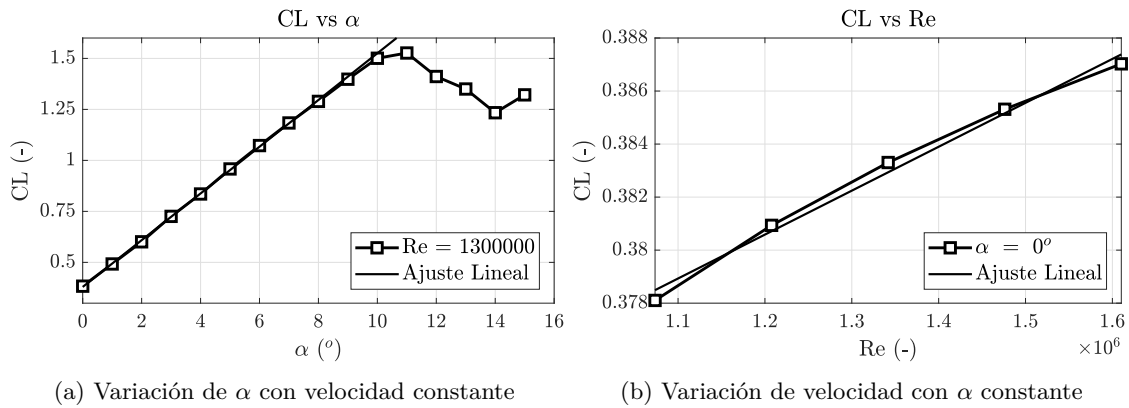 CL vs α
1.5
1.25
1
0.75
0.5
CL (-)
Re = 1300000
Ajuste Lineal
0 2 4 6 8 10 12 14 16
α (º)
(a) Variación de α con velocidad constante
CL vs Re
0.388
0.386
0.384
0.382
0.38
0.378
CL (-)
α = 0º
Ajuste Lineal
1.1 1.2 1.3 1.4 1.5 1.6
Re (-)
×10⁶
(b) Variación de velocidad con α constante